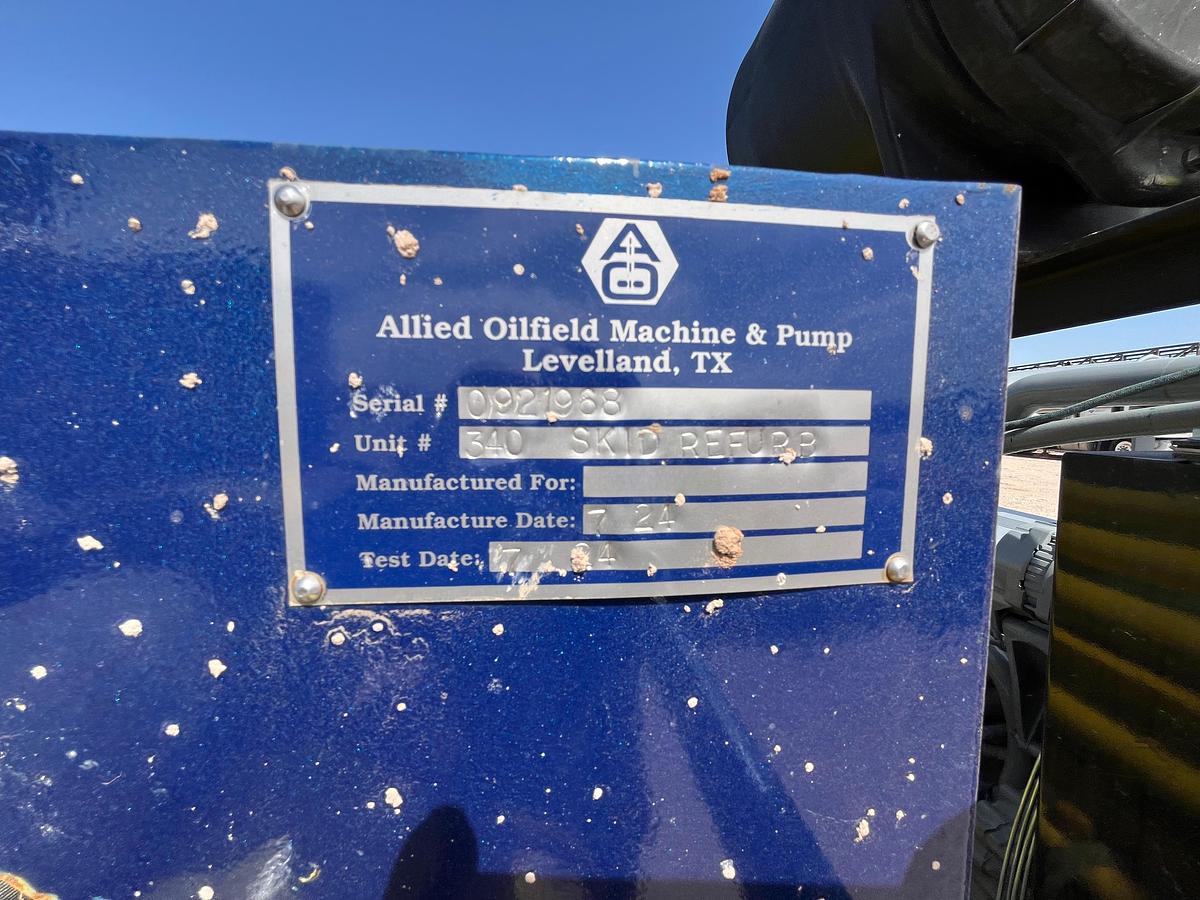 Allied Oilfield Machine & Pump
Levelland, TX
Serial # 0921968
Unit # 340 SKID REFURB
Manufactured For:
Manufacture Date: 7 24
Test Date: 7